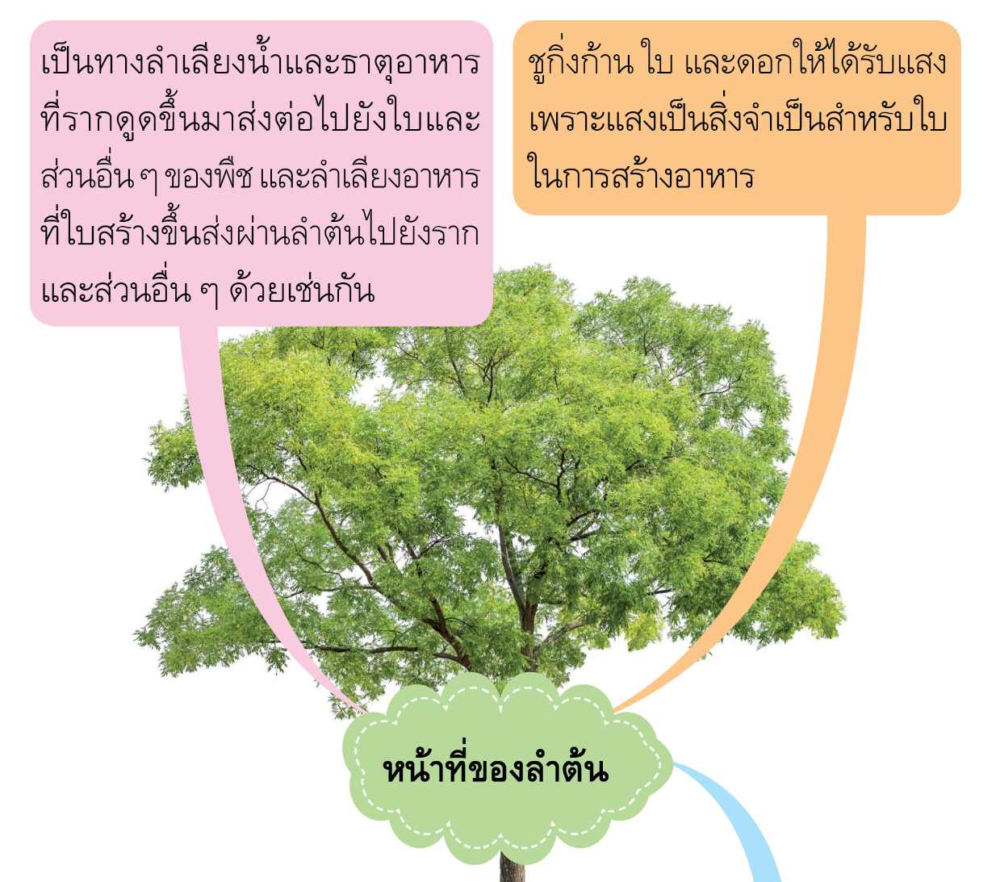 เป็นทางลำเลียงน้ำและธาตุอาหาร
ที่รากดูดขึ้นมาส่งต่อไปยังใบและ
ส่วนอื่น ๆ ของพืช และลำเลียงอาหาร
ที่ใบสร้างขึ้นส่งผ่านลำต้นไปยังราก
และส่วนอื่น ๆ ด้วยเช่นกัน
ชูกิ่งก้าน ใบ และดอกให้ได้รับแสง
เพราะแสงเป็นสิ่งจำเป็นสำหรับใบ
ในการสร้างอาหาร
หน้าที่ของลำต้น